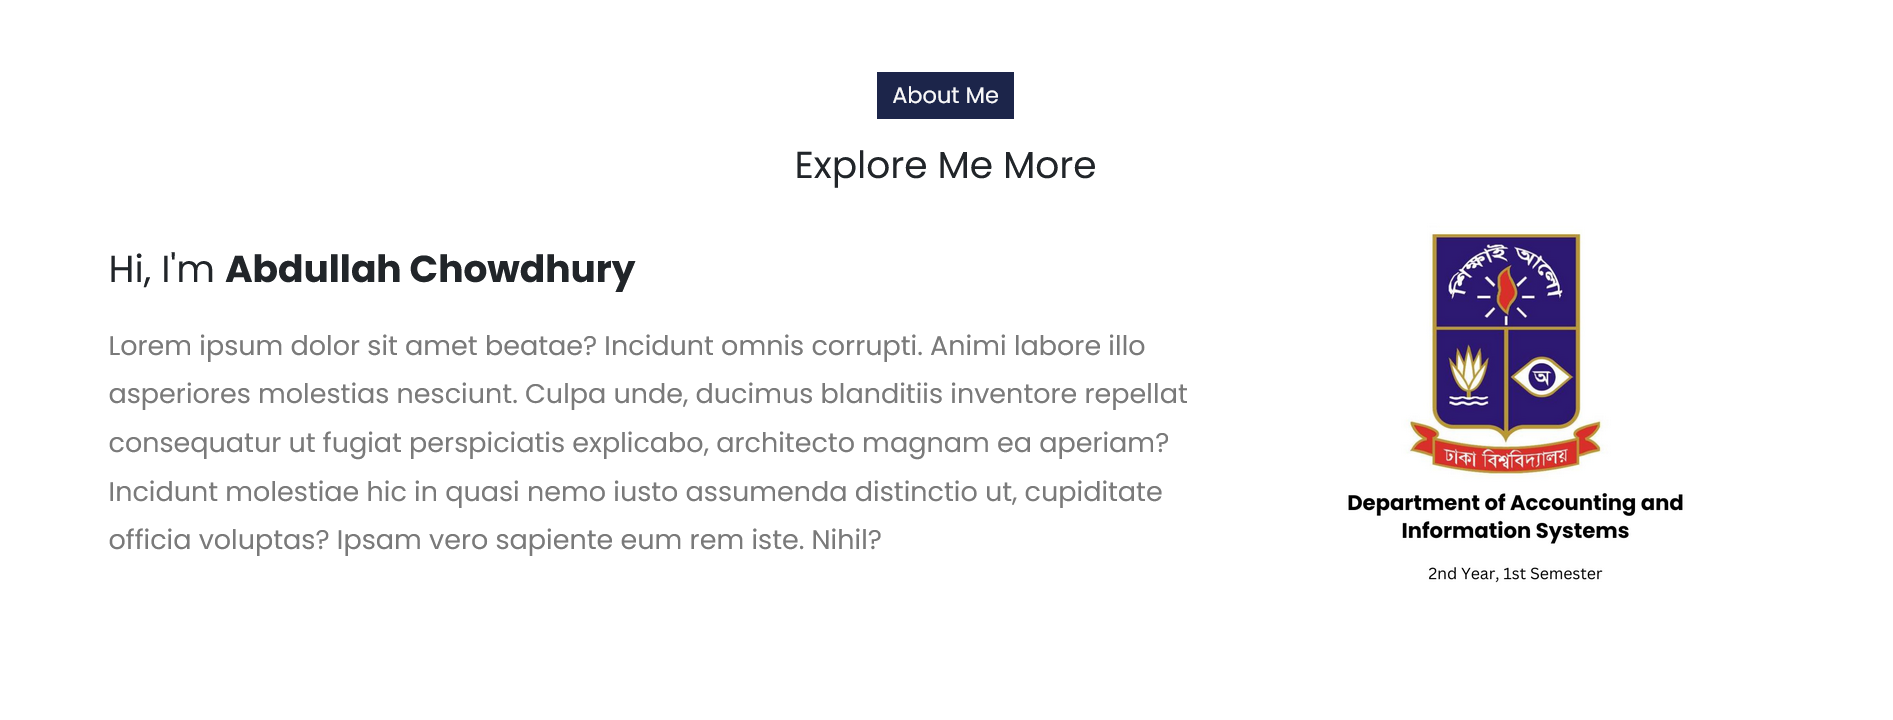 About Me
Explore Me More
Hi, I'm Abdullah Chowdhury
Lorem ipsum dolor sit amet beatae? Incidunt omnis corrupti. Animi labore illo
asperiores molestias nesciunt. Culpa unde, ducimus blanditiis inventore repellat
consequatur ut fugiat perspiciatis explicabo, architecto magnam ea aperiam?
Incidunt molestiae hic in quasi nemo iusto assumenda distinctio ut, cupiditate
officia voluptas? Ipsam vero sapiente eum rem iste. Nihil?
শিক্ষাই আলো
অ
ঢাকা বিশ্ববিদ্যালয়
Department of Accounting and
Information Systems
2nd Year, 1st Semester